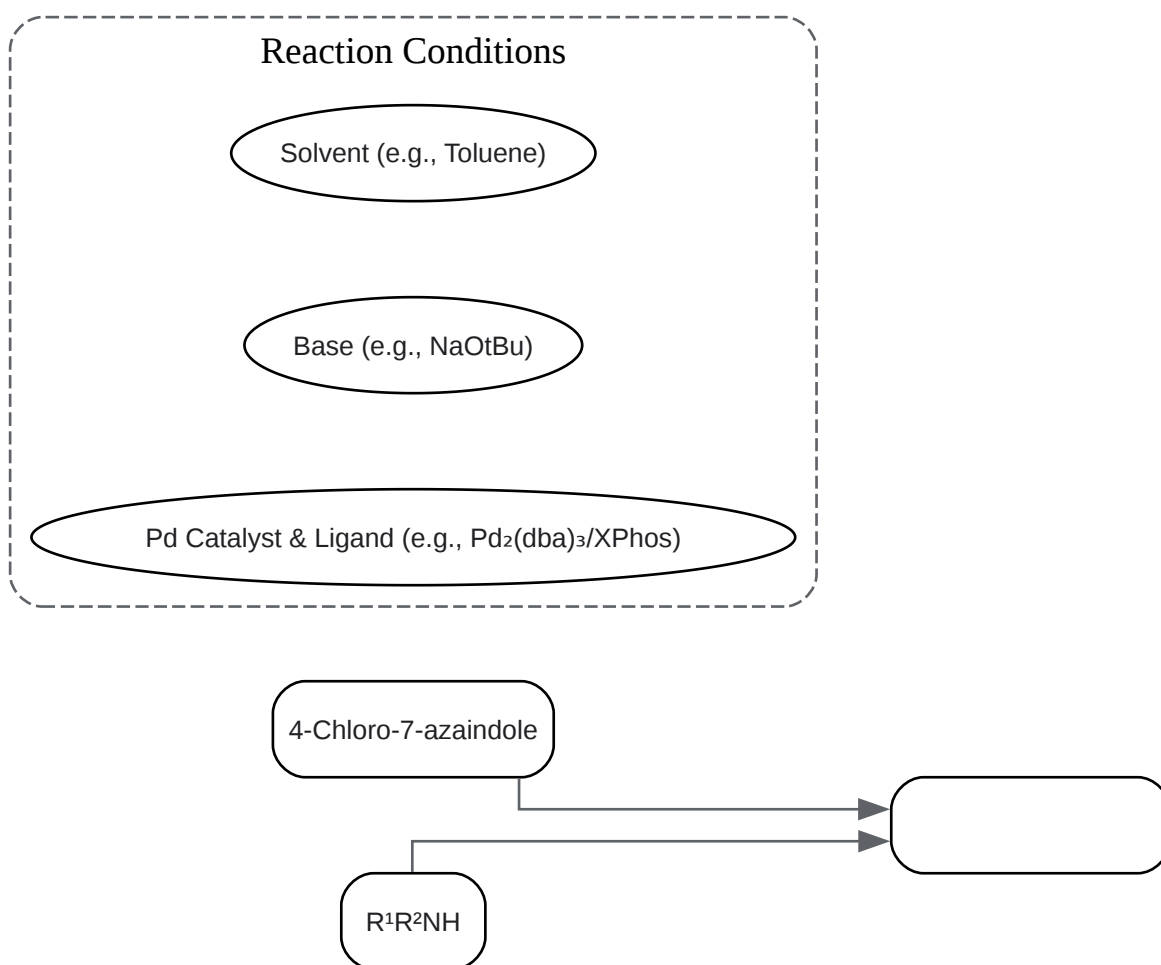 Reaction Conditions
Solvent (e.g., Toluene)
Base (e.g., NaOtBu)
Pd Catalyst & Ligand (e.g., Pd₂(dba)₃/XPhos)
4-Chloro-7-azaindole
R¹R²NH